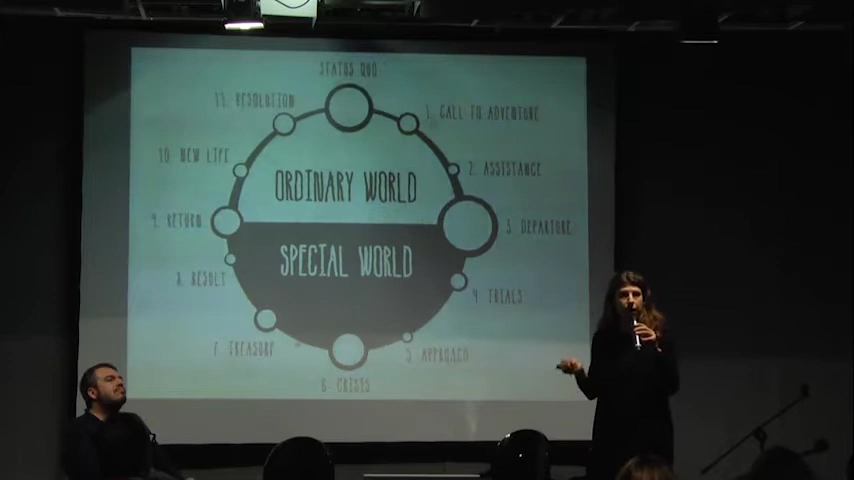 STATUS QUO
1. CALL TO ADVENTURE
2. ASSISTANCE
3. DEPARTURE
4. TRIALS
5. APPROACH
6. CRISIS
7. TREASURE
8. RESULT
9. RETURN
10. NEW LIFE
11. RESOLUTION
ORDINARY WORLD
SPECIAL WORLD